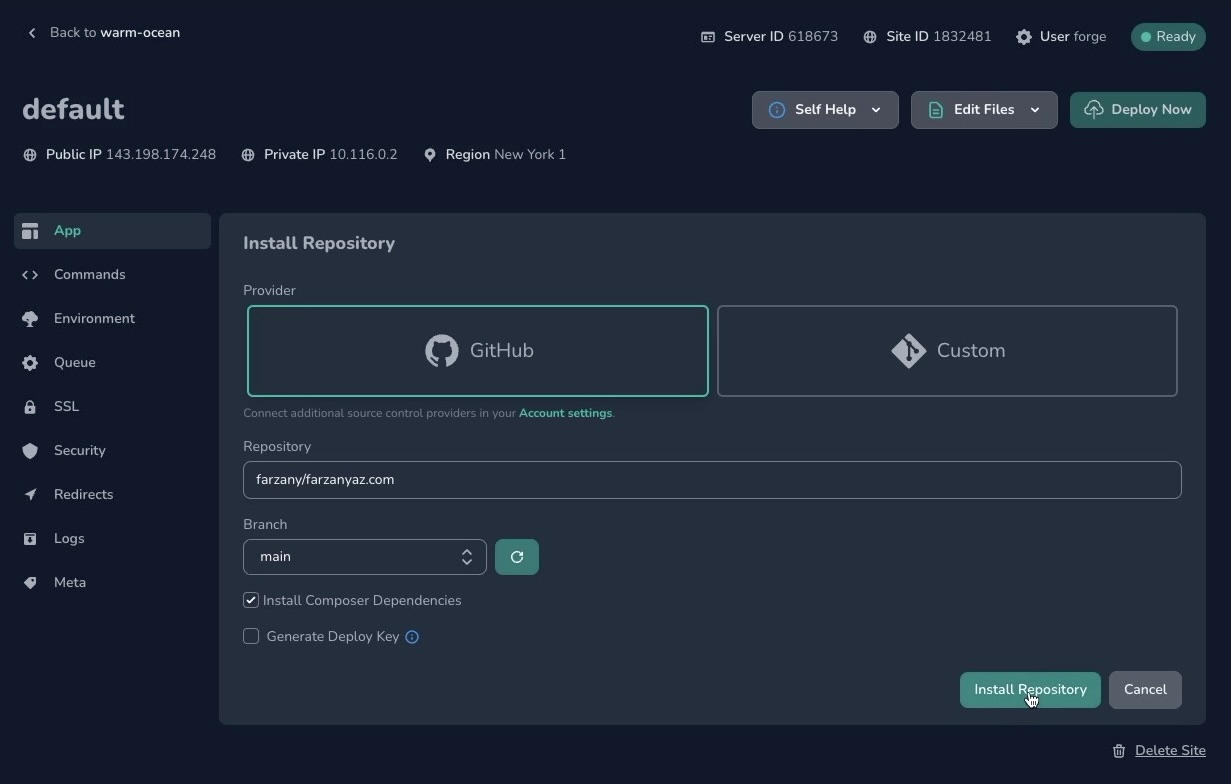 Back to warm-ocean
Server ID 618673
Site ID 1832481
User forge
Ready
default
Self Help
Edit Files
Deploy Now
Public IP 143.198.174.248
Private IP 10.116.0.2
Region New York 1
App
Commands
Environment
Queue
SSL
Security
Redirects
Logs
Meta
Install Repository
Provider
GitHub
Custom
Connect additional source control providers in your Account settings.
Repository
farzany/farzanyaz.com
Branch
main
Install Composer Dependencies
Generate Deploy Key
Install Repository
Cancel
Delete Site